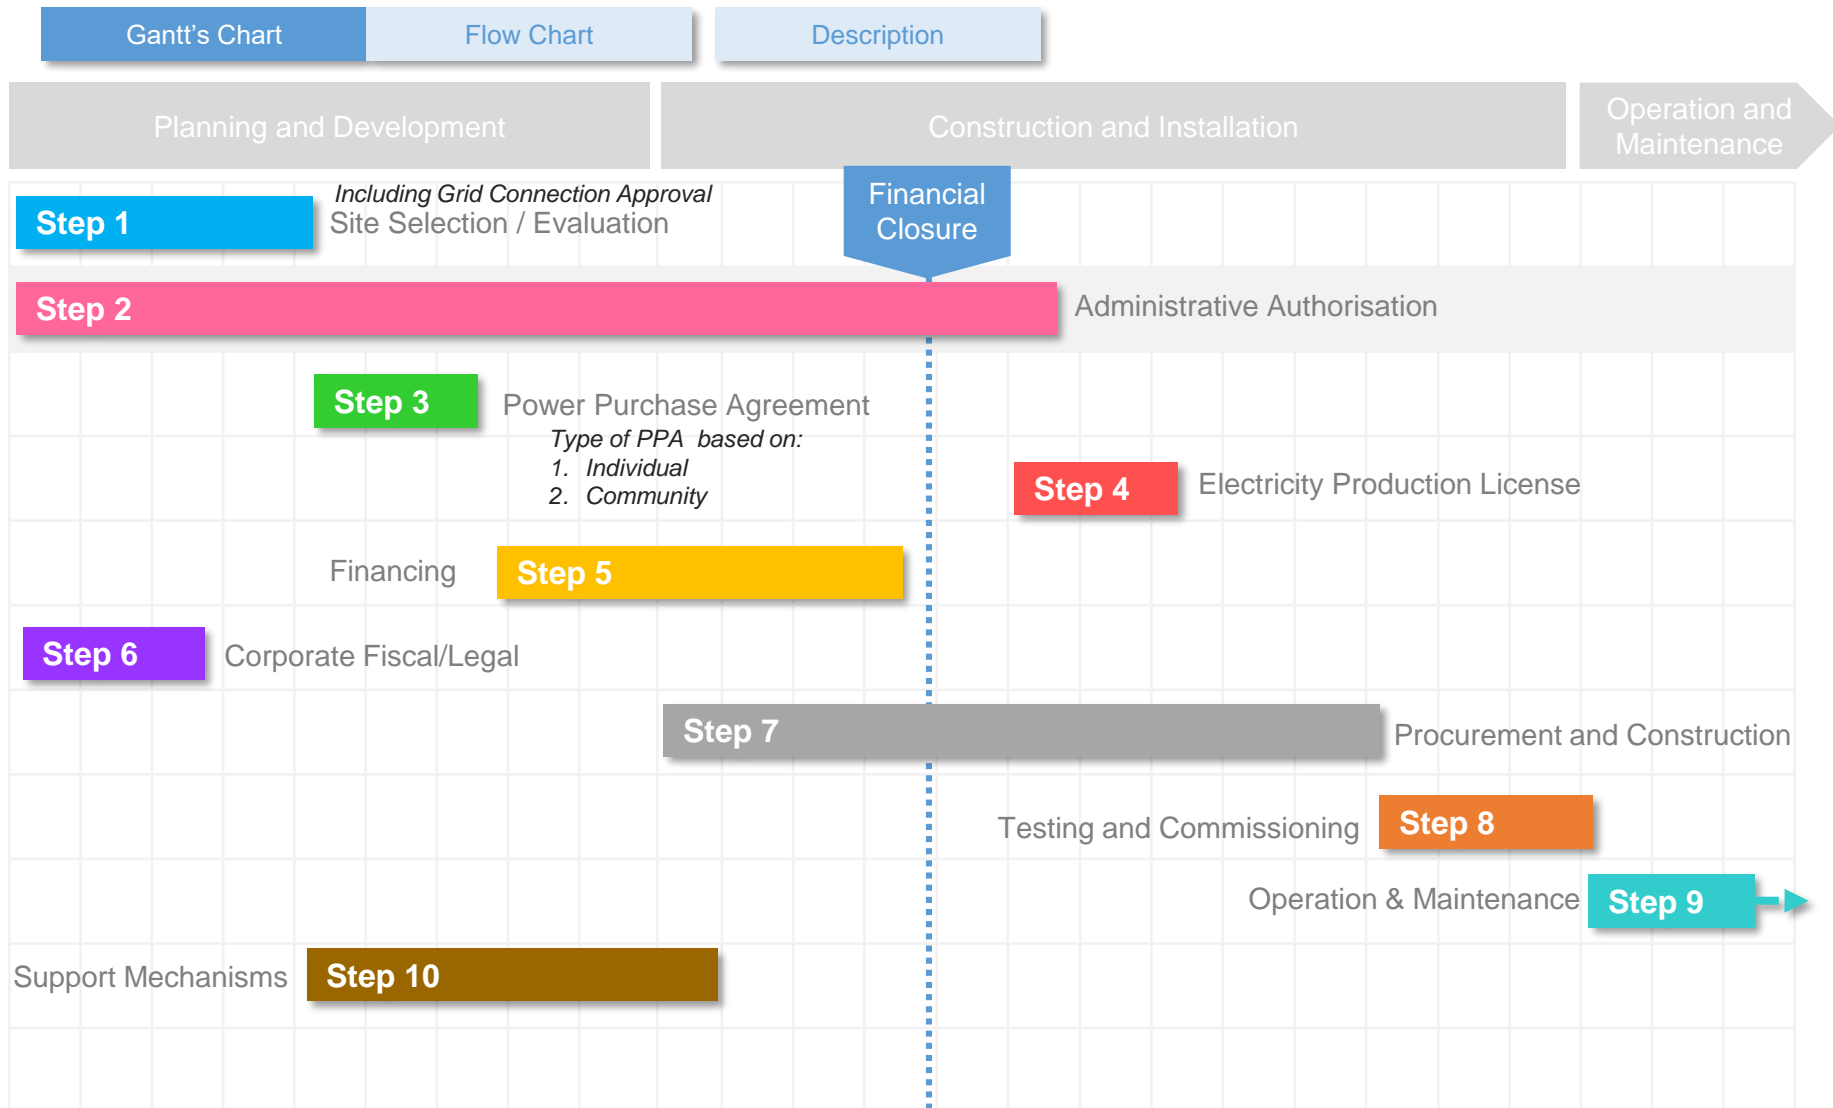 Gantt’s Chart
Flow Chart
Description
Planning and Development
Construction and Installation
Operation and
Maintenance
Financial
Closure
Step 1
Including Grid Connection Approval
Site Selection / Evaluation
Step 2
Administrative Authorisation
Step 3
Power Purchase Agreement
Type of PPA based on:
1. Individual
2. Community
Step 4
Electricity Production License
Financing
Step 5
Step 6
Corporate Fiscal/Legal
Step 7
Procurement and Construction
Testing and Commissioning
Step 8
Operation & Maintenance
Step 9
Support Mechanisms
Step 10